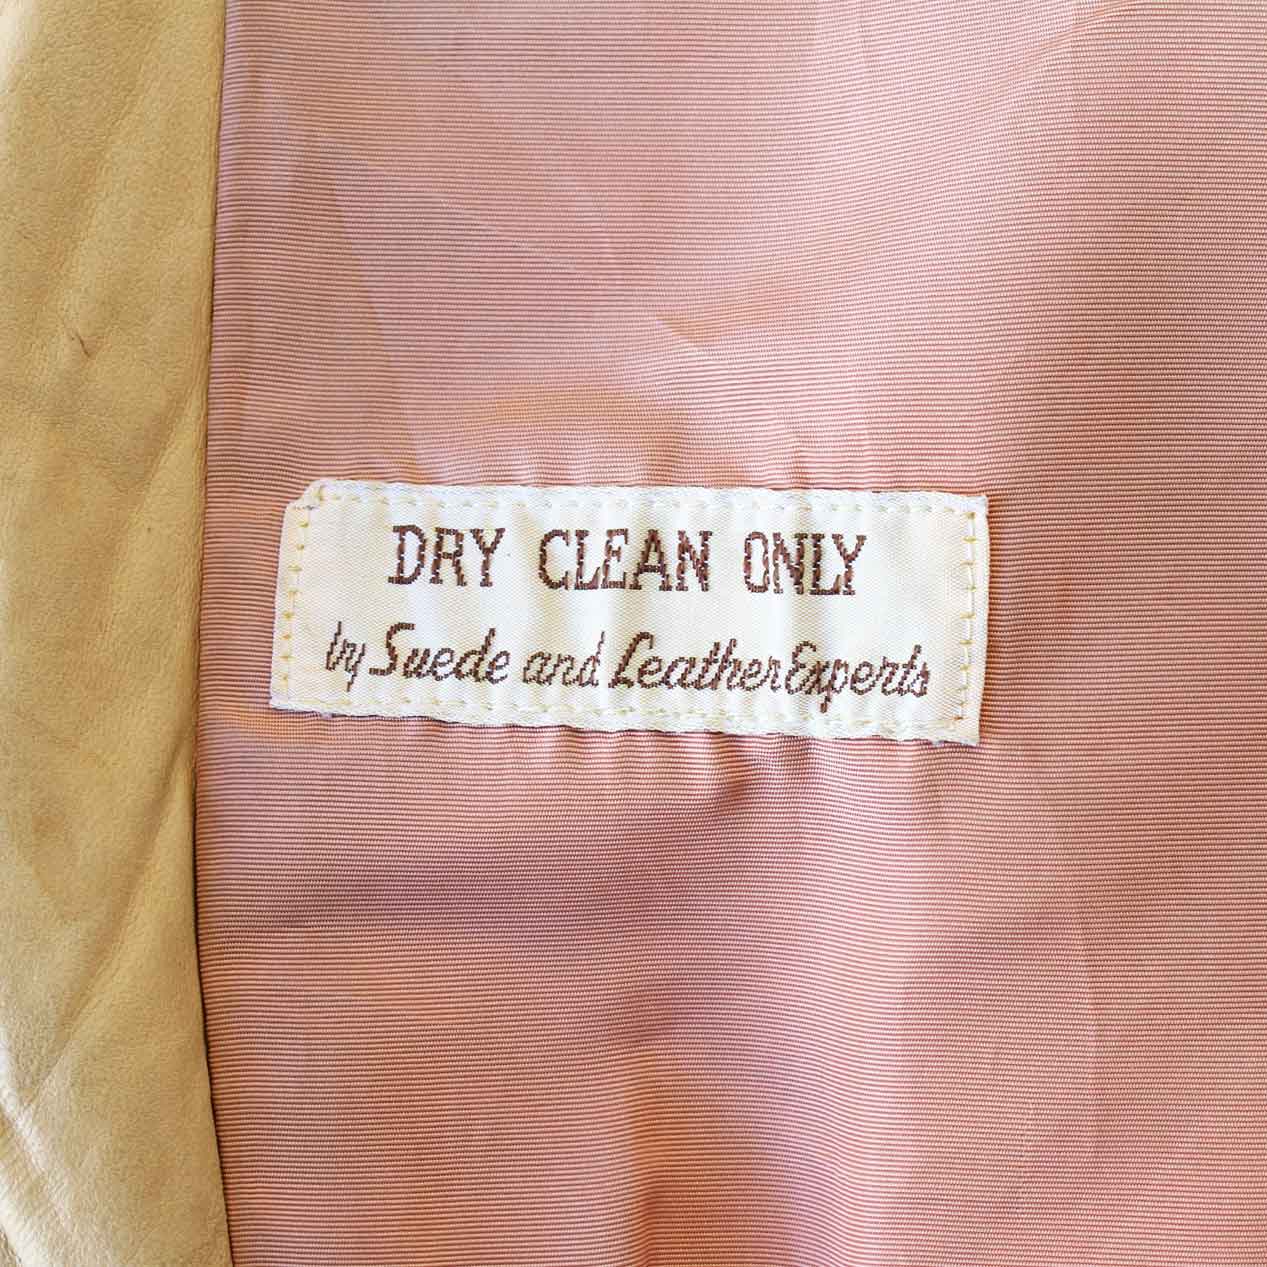 DRY CLEAN ONLY
by Suede and Leather Experts